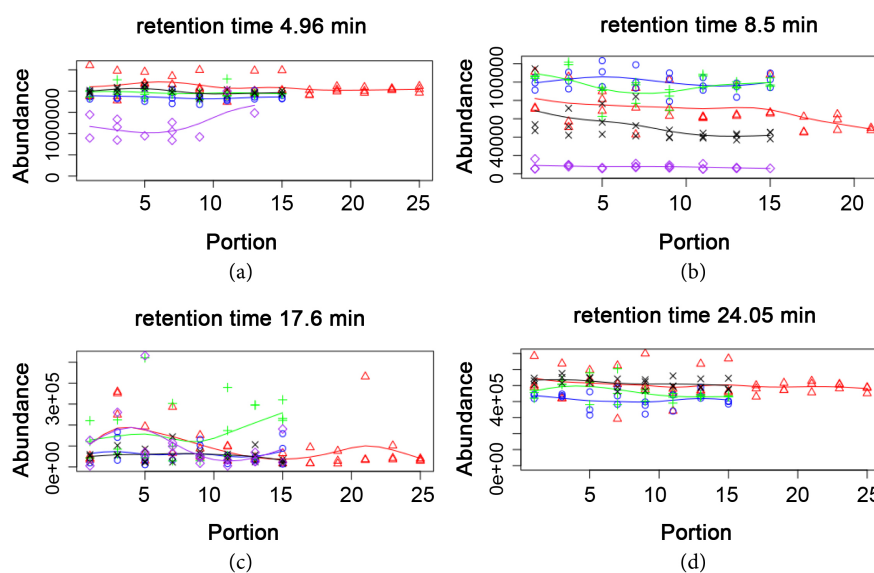 retention time 4.96 min
Abundance
0 1000000
5 10 15 20 25
Portion
(a)
retention time 8.5 min
Abundance
0 40000 100000
5 10 15 20
Portion
(b)
retention time 17.6 min
Abundance
0e+00 3e+05
5 10 15 20 25
Portion
(c)
retention time 24.05 min
Abundance
0e+00 4e+05
5 10 15 20 25
Portion
(d)